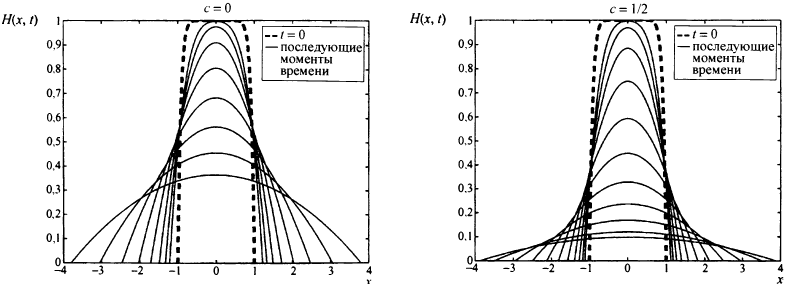 c = 0
H(x, t)
1
0,9
0,8
0,7
0,6
0,5
0,4
0,3
0,2
0,1
0
−4 −3 −2 −1 0 1 2 3 4
x
t = 0
последующие
моменты
времени
c = 1/2
H(x, t)
1
0.9
0.8
0.7
0.6
0.5
0.4
0.3
0.2
0.1
0
−4 −3 −2 −1 0 1 2 3 4
x
t = 0
последующие
моменты
времени